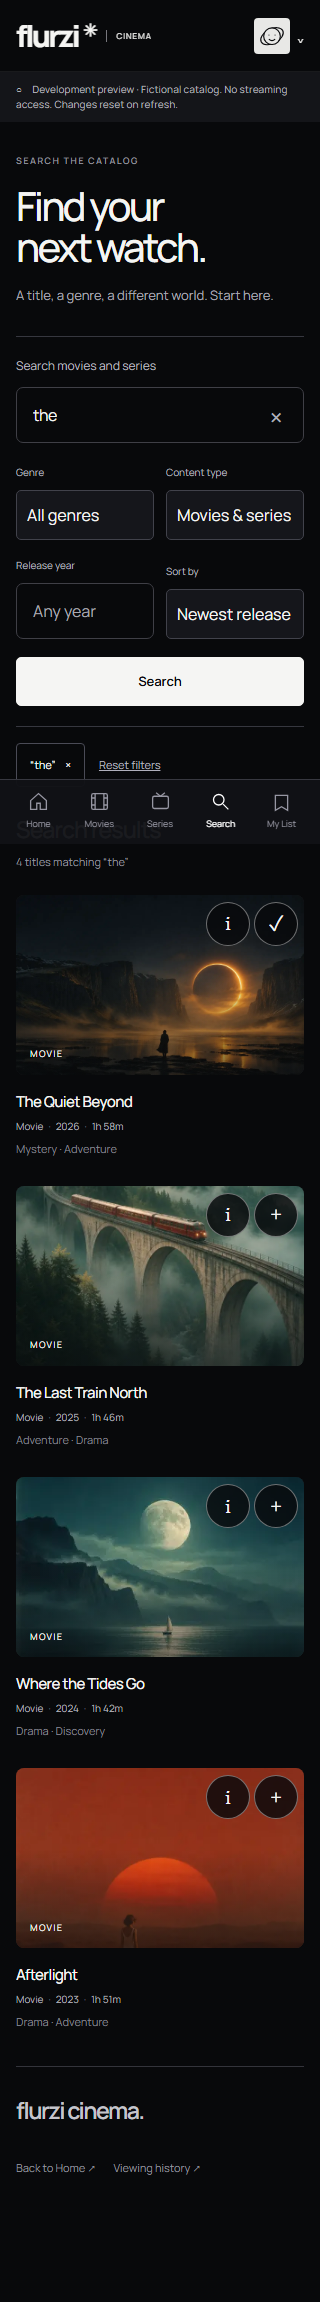 flurzi* | CINEMA
Development preview · Fictional catalog. No streaming
access. Changes reset on refresh.
SEARCH THE CATALOG
Find your
next watch.
A title, a genre, a different world. Start here.
Search movies and series
the ×
Genre Content type
All genres Movies & series
Release year Sort by
Any year Newest release
Search
"the" × Reset filters
Search results
Home Movies Series Search My List
4 titles matching "the"
i ✓
MOVIE
The Quiet Beyond
Movie · 2026 · 1h 58m
Mystery · Adventure
i +
MOVIE
The Last Train North
Movie · 2025 · 1h 46m
Adventure · Drama
i +
MOVIE
Where the Tides Go
Movie · 2024 · 1h 42m
Drama · Discovery
i +
MOVIE
Afterlight
Movie · 2023 · 1h 51m
Drama · Adventure
flurzi cinema.
Back to Home ↗ Viewing history ↗